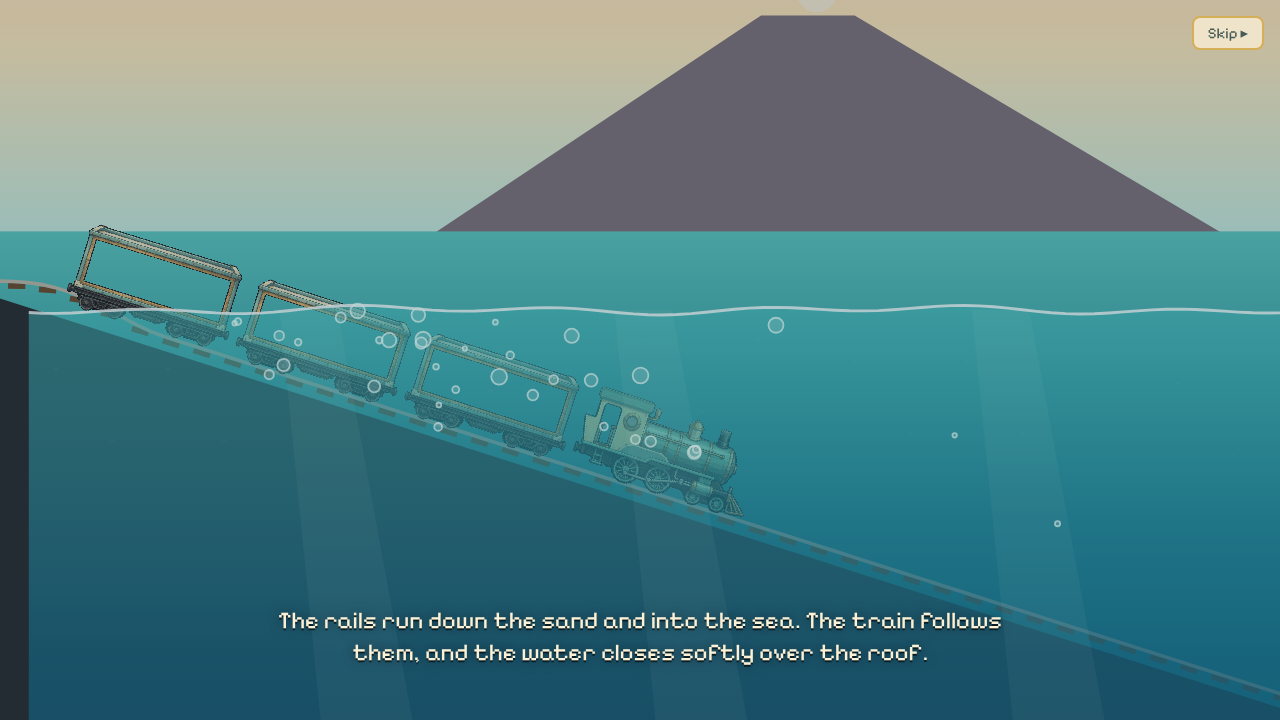 Skip ▸
The rails run down the sand and into the sea. The train follows
them, and the water closes softly over the roof.